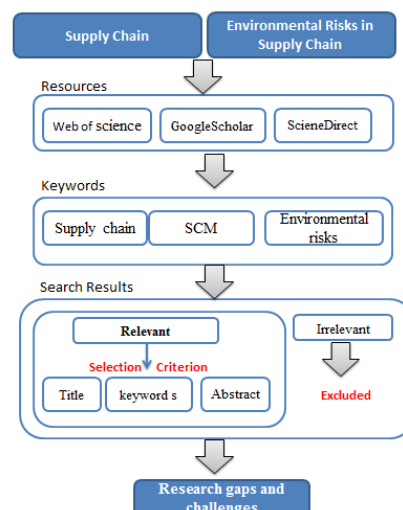 Supply Chain
Environmental Risks in
Supply Chain
Resources
Web of science
GoogleScholar
ScieneDirect
Keywords
Supply chain
SCM
Environmental
risks
Search Results
Relevant
Irrelevant
Selection Criterion
Title
keyword s
Abstract
Excluded
Research gaps and
challenges